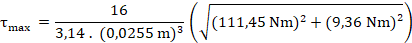 τmax = 16 / 3,14 . (0,0255 m)³ (√(111,45 Nm)² + (9,36 Nm)²)